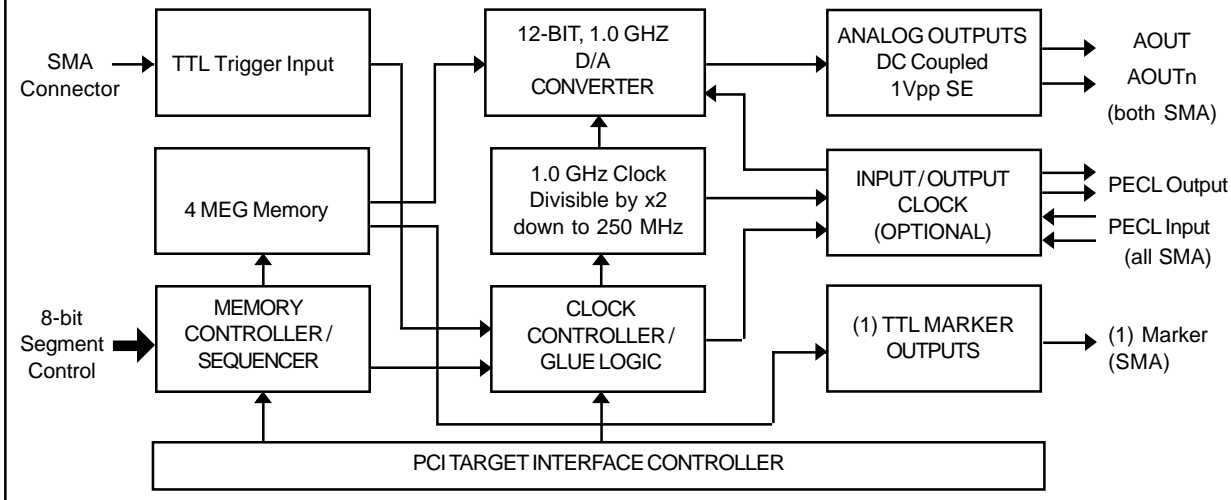 SMA
Connector
TTL Trigger Input
12-BIT, 1.0 GHZ
D/A
CONVERTER
ANALOG OUTPUTS
DC Coupled
1Vpp SE
AOUT
AOUTn
(both SMA)
4 MEG Memory
1.0 GHz Clock
Divisible by x2
down to 250 MHz
INPUT / OUTPUT
CLOCK
(OPTIONAL)
PECL Output
PECL Input
(all SMA)
8-bit
Segment
Control
MEMORY
CONTROLLER /
SEQUENCER
CLOCK
CONTROLLER /
GLUE LOGIC
(1) TTL MARKER
OUTPUTS
(1) Marker
(SMA)
PCI TARGET INTERFACE CONTROLLER